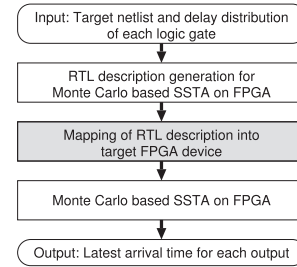 Input: Target netlist and delay distribution
of each logic gate
RTL description generation for
Monte Carlo based SSTA on FPGA
Mapping of RTL description into
target FPGA device
Monte Carlo based SSTA on FPGA
Output: Latest arrival time for each output